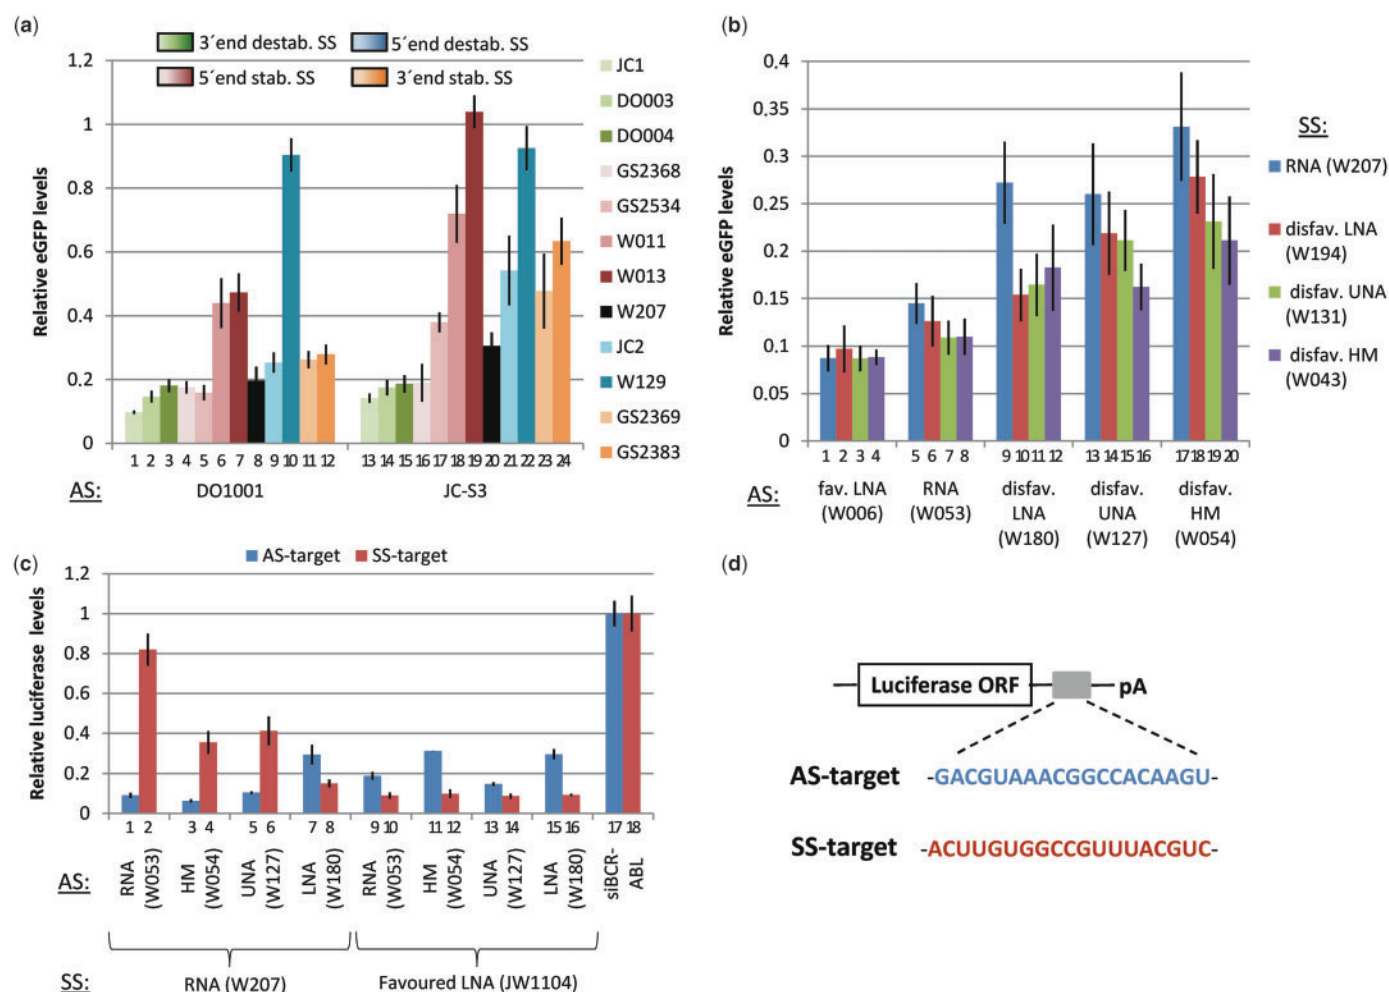 (a)
3´end destab. SS
5´end destab. SS
5´end stab. SS
3´end stab. SS
Relative eGFP levels
1,2
1
0.8
0.6
0.4
0.2
0
1 2 3 4 5 6 7 8 9 10 11 12
13 14 15 16 17 18 19 20 21 22 23 24
AS:
DO1001
JC-S3
JC1
DO003
DO004
GS2368
GS2534
W011
W013
W207
JC2
W129
GS2369
GS2383
(b)
Relative eGFP levels
0,4
0.35
0.3
0.25
0.2
0.15
0.1
0.05
0
1 2 3 4
5 6 7 8
9 10 11 12
13 14 15 16
17 18 19 20
AS:
fav. LNA
(W006)
RNA
(W053)
disfav.
LNA
(W180)
disfav.
UNA
(W127)
disfav.
HM
(W054)
SS:
RNA (W207)
disfav. LNA
(W194)
disfav. UNA
(W131)
disfav. HM
(W043)
(c)
AS-target
SS-target
Relative luciferase levels
1,2
1
0.8
0.6
0.4
0.2
0
1 2
3 4
5 6
7 8
9 10
11 12
13 14
15 16
17 18
AS:
RNA
(W053)
HM
(W054)
UNA
(W127)
LNA
(W180)
RNA
(W053)
HM
(W054)
UNA
(W127)
LNA
(W180)
siBCR-
ABL
SS:
RNA (W207)
Favoured LNA (JW1104)
(d)
Luciferase ORF
pA
AS-target
-GACGUAAACGGCCACAAGU-
SS-target
-ACUUGUGGCCGUUUACGUC-